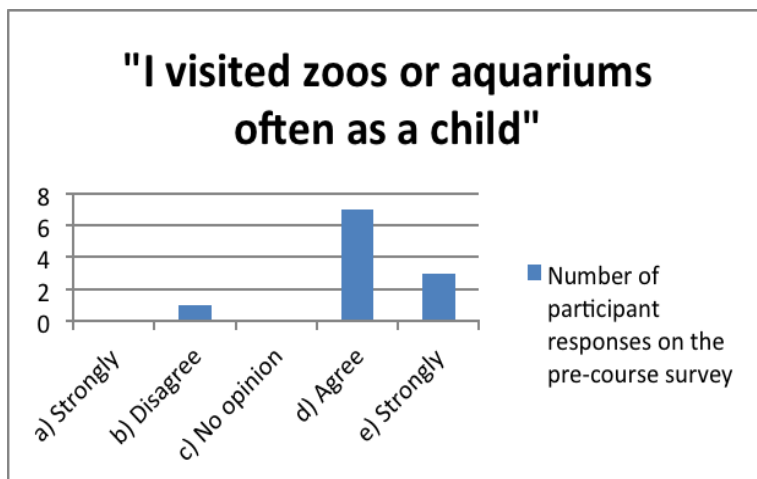 "I visited zoos or aquariums
often as a child"
8
6
4
2
0
a) Strongly
b) Disagree
c) No opinion
d) Agree
e) Strongly
Number of
participant
responses on the
pre-course survey